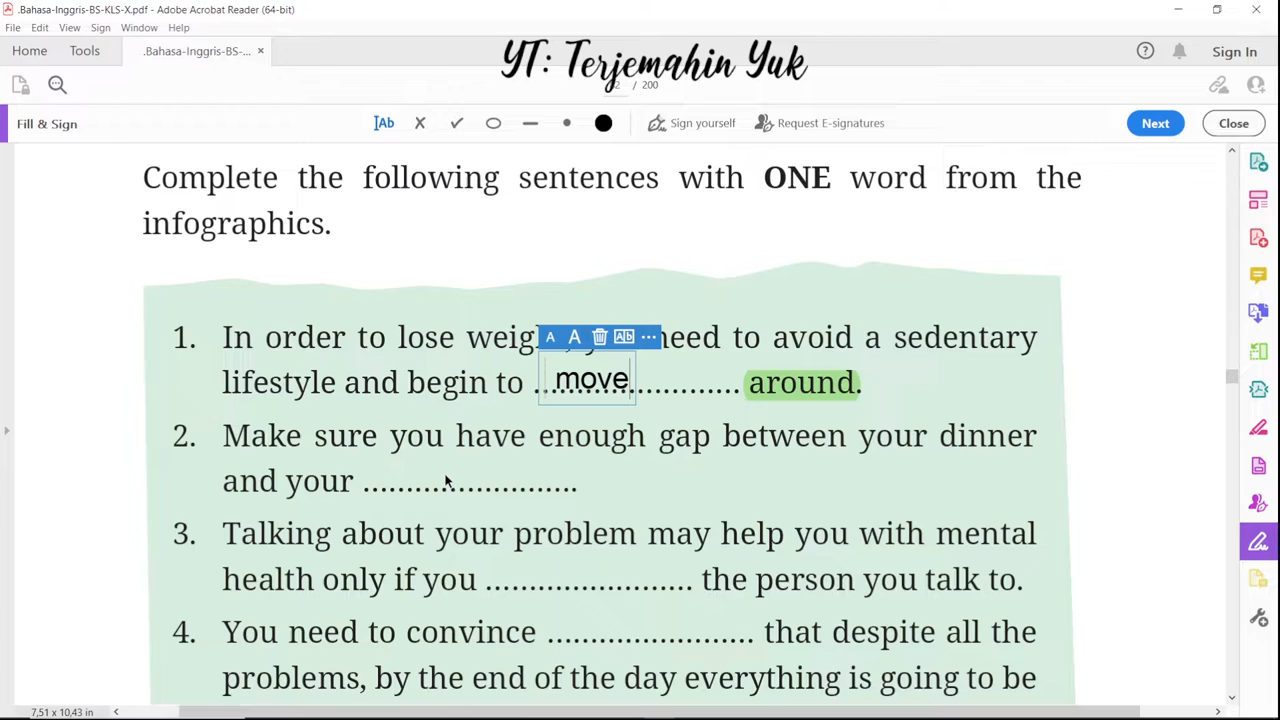 .Bahasa-Inggris-BS-KLS-X.pdf - Adobe Acrobat Reader (64-bit)
File Edit View Sign Window Help
Home Tools .Bahasa-Inggris-BS-... × Sign In
YT: Terjemahin Yuk
/ 200
Fill & Sign Ab Sign yourself Request E-signatures Next Close
Complete the following sentences with ONE word from the
infographics.
1. In order to lose need to avoid a sedentary
lifestyle and begin to move ........................ around.
2. Make sure you have enough gap between your dinner
and your .........................
3. Talking about your problem may help you with mental
health only if you ........................ the person you talk to.
4. You need to convince ........................ that despite all the
problems, by the end of the day everything is going to be
7,51 x 10,43 in